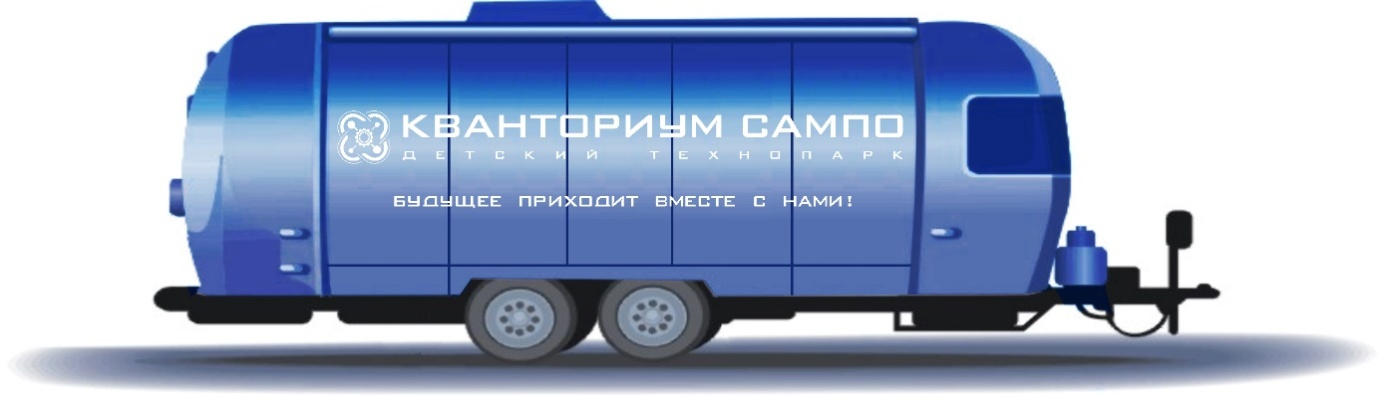 КВАНТОРИУМ САМПО
ДЕТСКИЙ ТЕХНОПАРК
БУДУЩЕЕ ПРИХОДИТ ВМЕСТЕ С НАМИ!